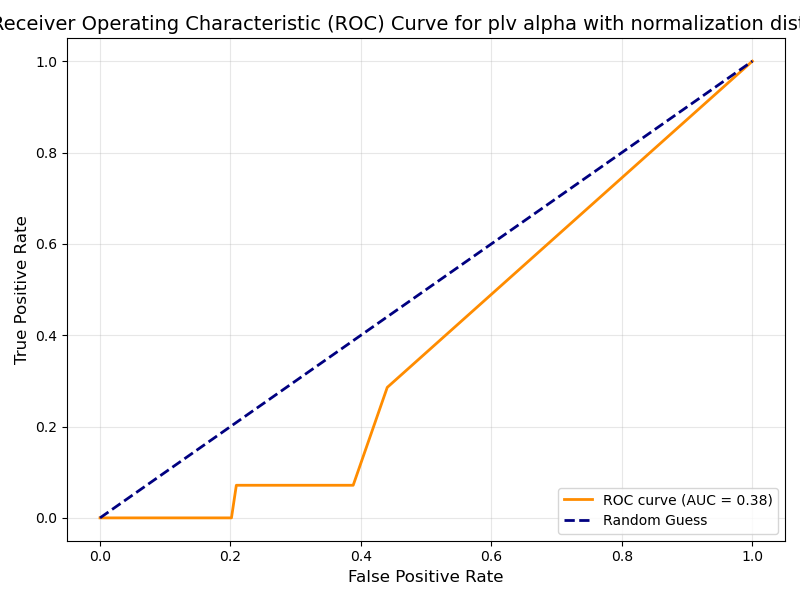 Receiver Operating Characteristic (ROC) Curve for plv alpha with normalization dist
1.0
0.8
0.6
0.4
0.2
0.0
True Positive Rate
ROC curve (AUC = 0.38)
Random Guess
0.0 0.2 0.4 0.6 0.8 1.0
False Positive Rate